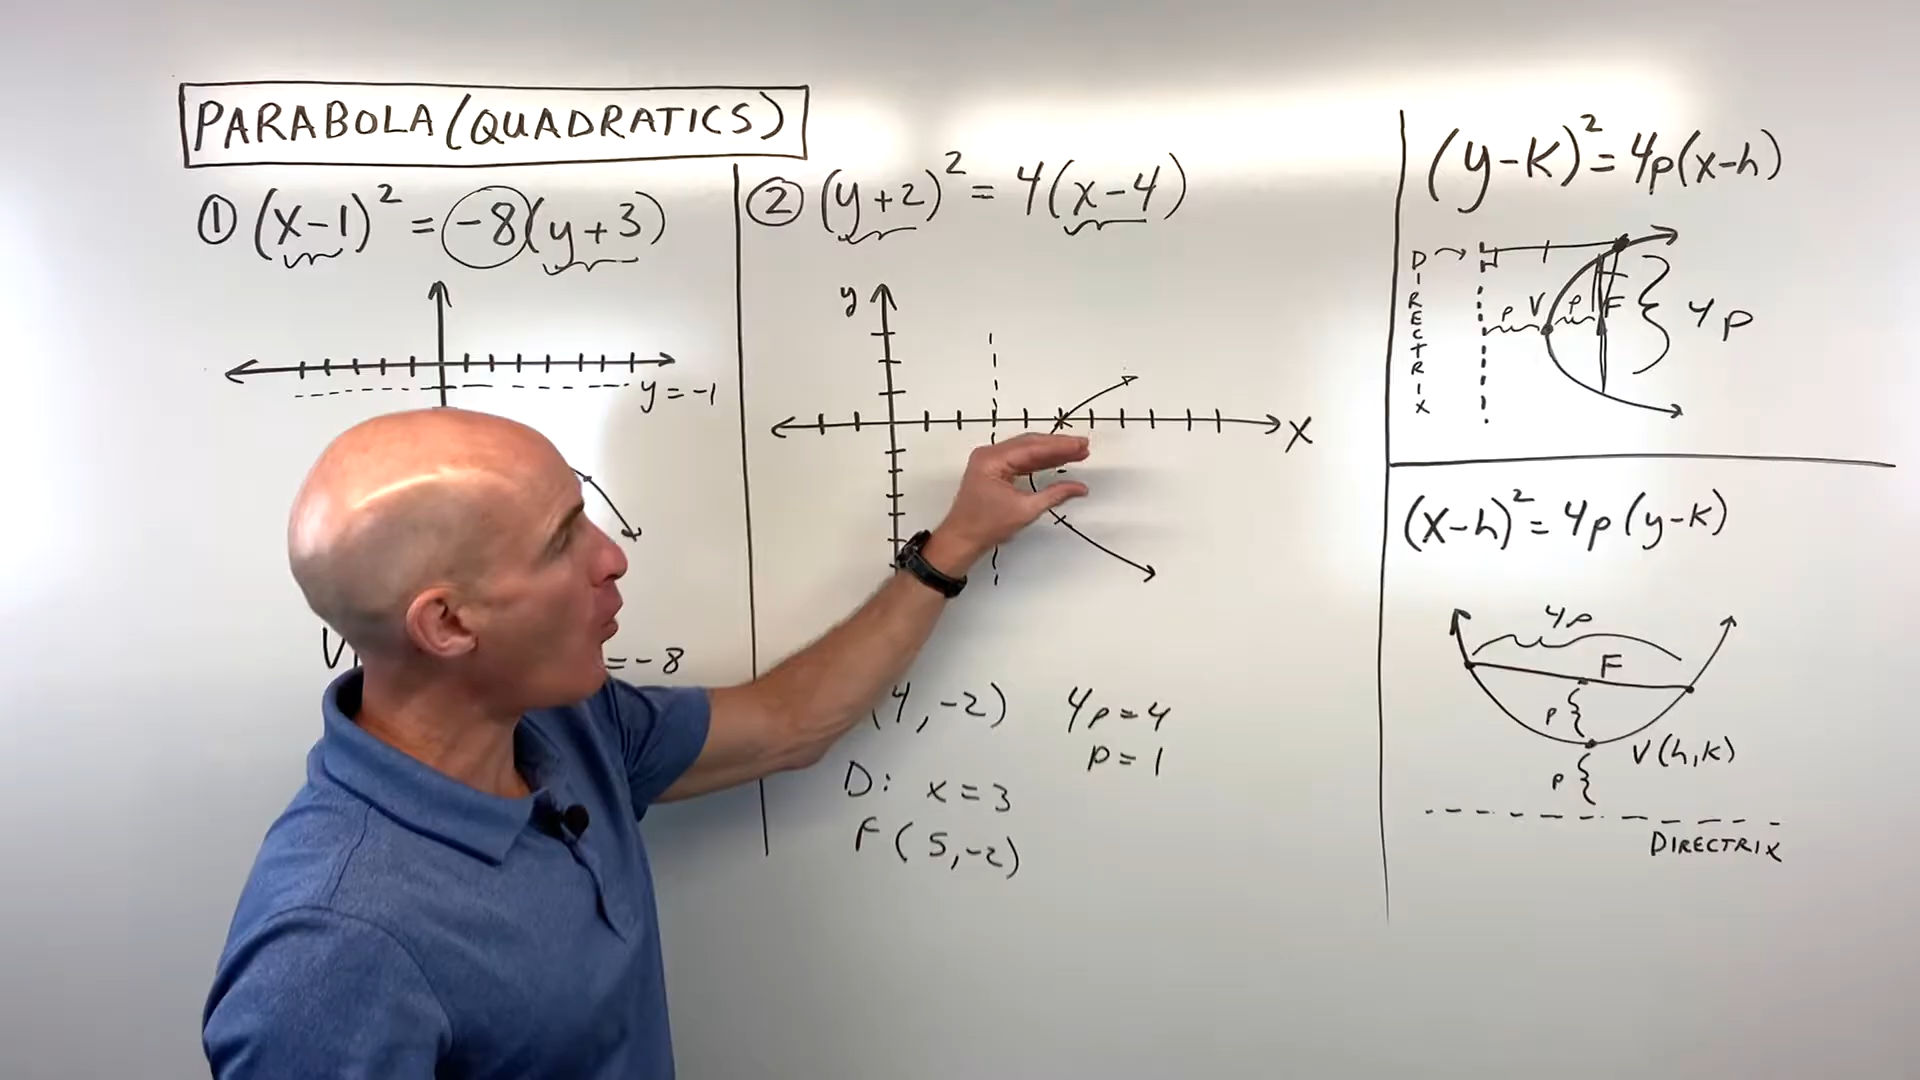 PARABOLA (QUADRATICS)
① (x-1)² = -8(y+3)
y = -1
= -8
② (y+2)² = 4(x-4)
y
X
(4, -2)
4p = 4
p = 1
D: x = 3
F (5, -2)
(y-k)² = 4p(x-h)
DIRECTRIX
p
V
p
F
4p
(x-h)² = 4p(y-k)
4p
F
p
V(h,k)
p
DIRECTRIX